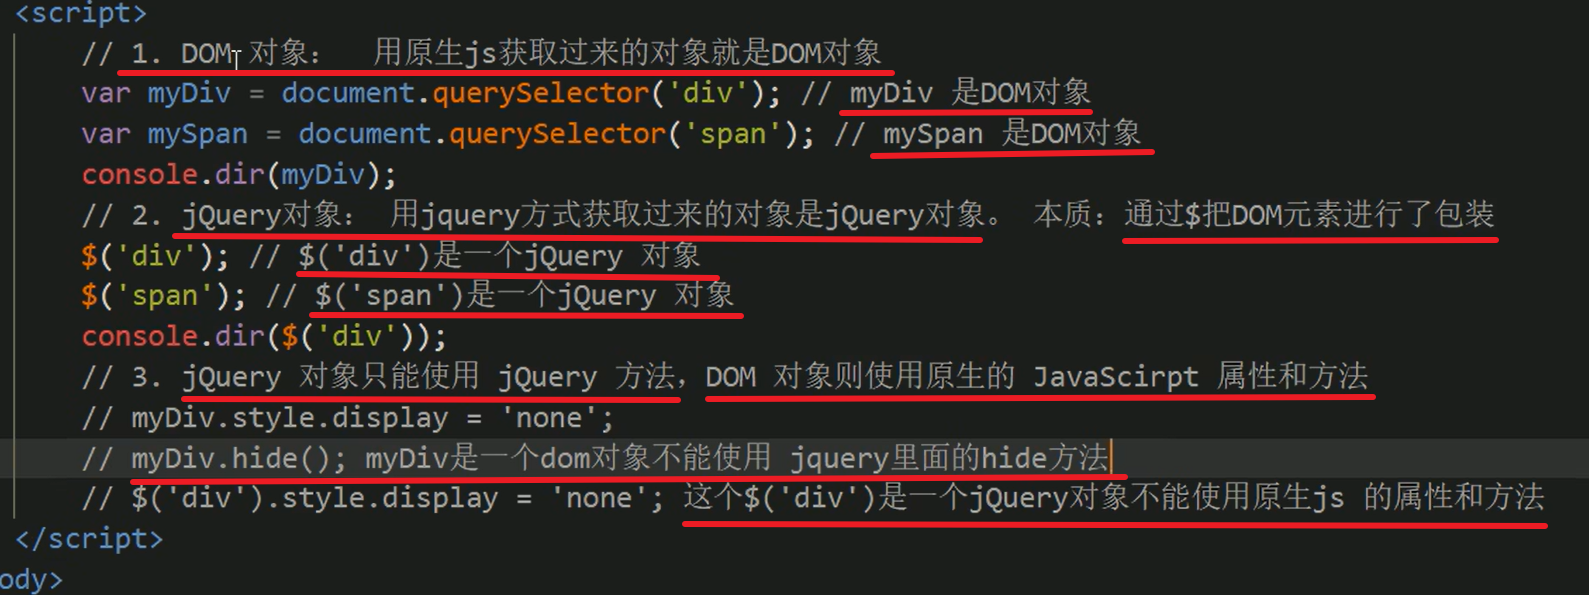 <script>
// 1. DOM 对象： 用原生js获取过来的对象就是DOM对象
var myDiv = document.querySelector('div'); // myDiv 是DOM对象
var mySpan = document.querySelector('span'); // mySpan 是DOM对象
console.dir(myDiv);
// 2. jQuery对象： 用jquery方式获取过来的对象是jQuery对象。 本质：通过$把DOM元素进行了包装
$('div'); // $('div')是一个jQuery 对象
$('span'); // $('span')是一个jQuery 对象
console.dir($('div'));
// 3. jQuery 对象只能使用 jQuery 方法，DOM 对象则使用原生的 JavaScirpt 属性和方法
// myDiv.style.display = 'none';
// myDiv.hide(); myDiv是一个dom对象不能使用 jquery里面的hide方法
// $('div').style.display = 'none'; 这个$('div')是一个jQuery对象不能使用原生js 的属性和方法
</script>
ody>